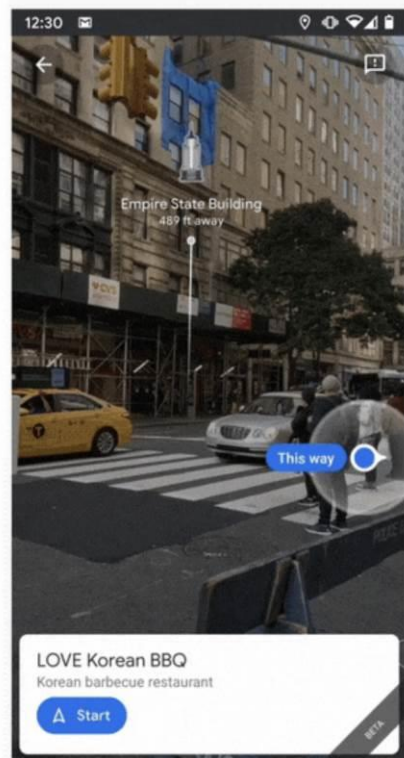 12:30
Empire State Building
489 ft away
CVS
T
This way
POLICE
LOVE Korean BBQ
Korean barbecue restaurant
Start
BETA